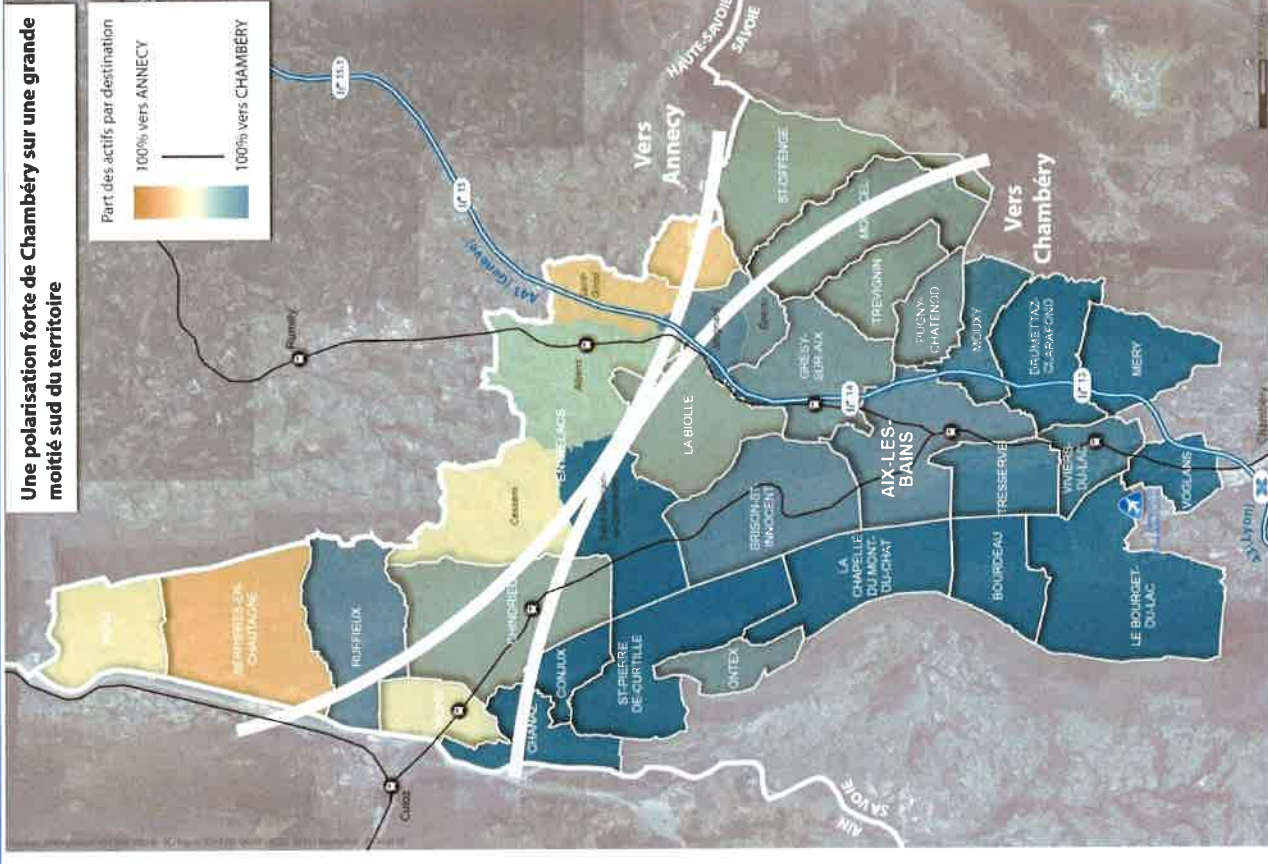 Une polarisation forte de Chambéry sur une grande
moitié sud du territoire
Part des actifs par destination
100% vers ANNECY
100% vers CHAMBÉRY
HAUTE-SAVOIE
SAVOIE
Vers
Annecy
Vers
Chambéry
A41 (Genève)
Rumilly
Albens
Cessens
ENTRELACS
RUFFIEUX
CHINDRIEUX
Culoz
CHANAZ
CONJUX
ST-PIERRE
DE-CURTILLE
ONTEX
LA BIOLLE
ST OFFENGE
TREVIGNIN
PUGNY-
CHATENOD
MOUXY
DRUMETTAZ-
CLARAFOND
MERY
GRESY-
SUR-AIX
AIX-LES-
BAINS
BRISON-ST
INNOCENT
TRESSERVE
VIVIERS-
DU-LAC
VOGLANS
LA
CHAPELLE
DU MONT-
DU-CHAT
BOURDEAU
LE BOURGET-
DU-LAC
AIN
SAVOIE
Chambéry